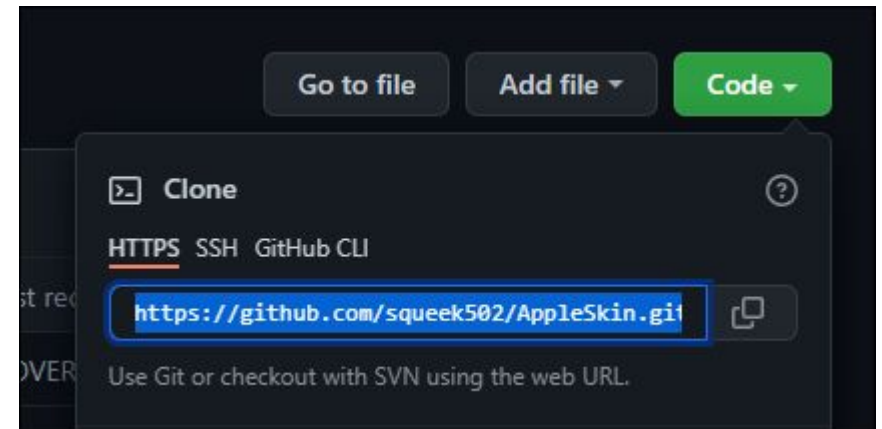 Go to file Add file Code
Clone
HTTPS SSH GitHub CLI
https://github.com/squeek502/AppleSkin.git
Use Git or checkout with SVN using the web URL.